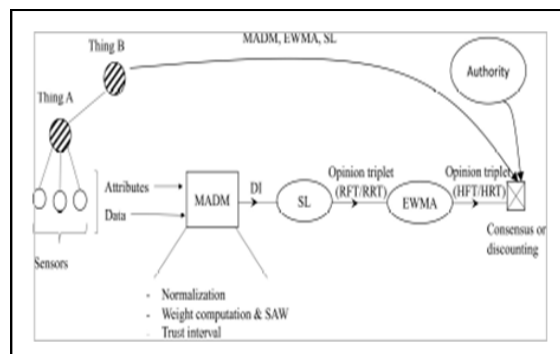 Thing B
MADM, EWMA, SL
Authority
Thing A
Attributes
Data
Sensors
MADM
DI
SL
Opinion triplet
(RFT/RRT)
EWMA
Opinion triplet
(HFT/HRT)
Consensus or
discounting
- Normalization
- Weight computation & SAW
Trust interval